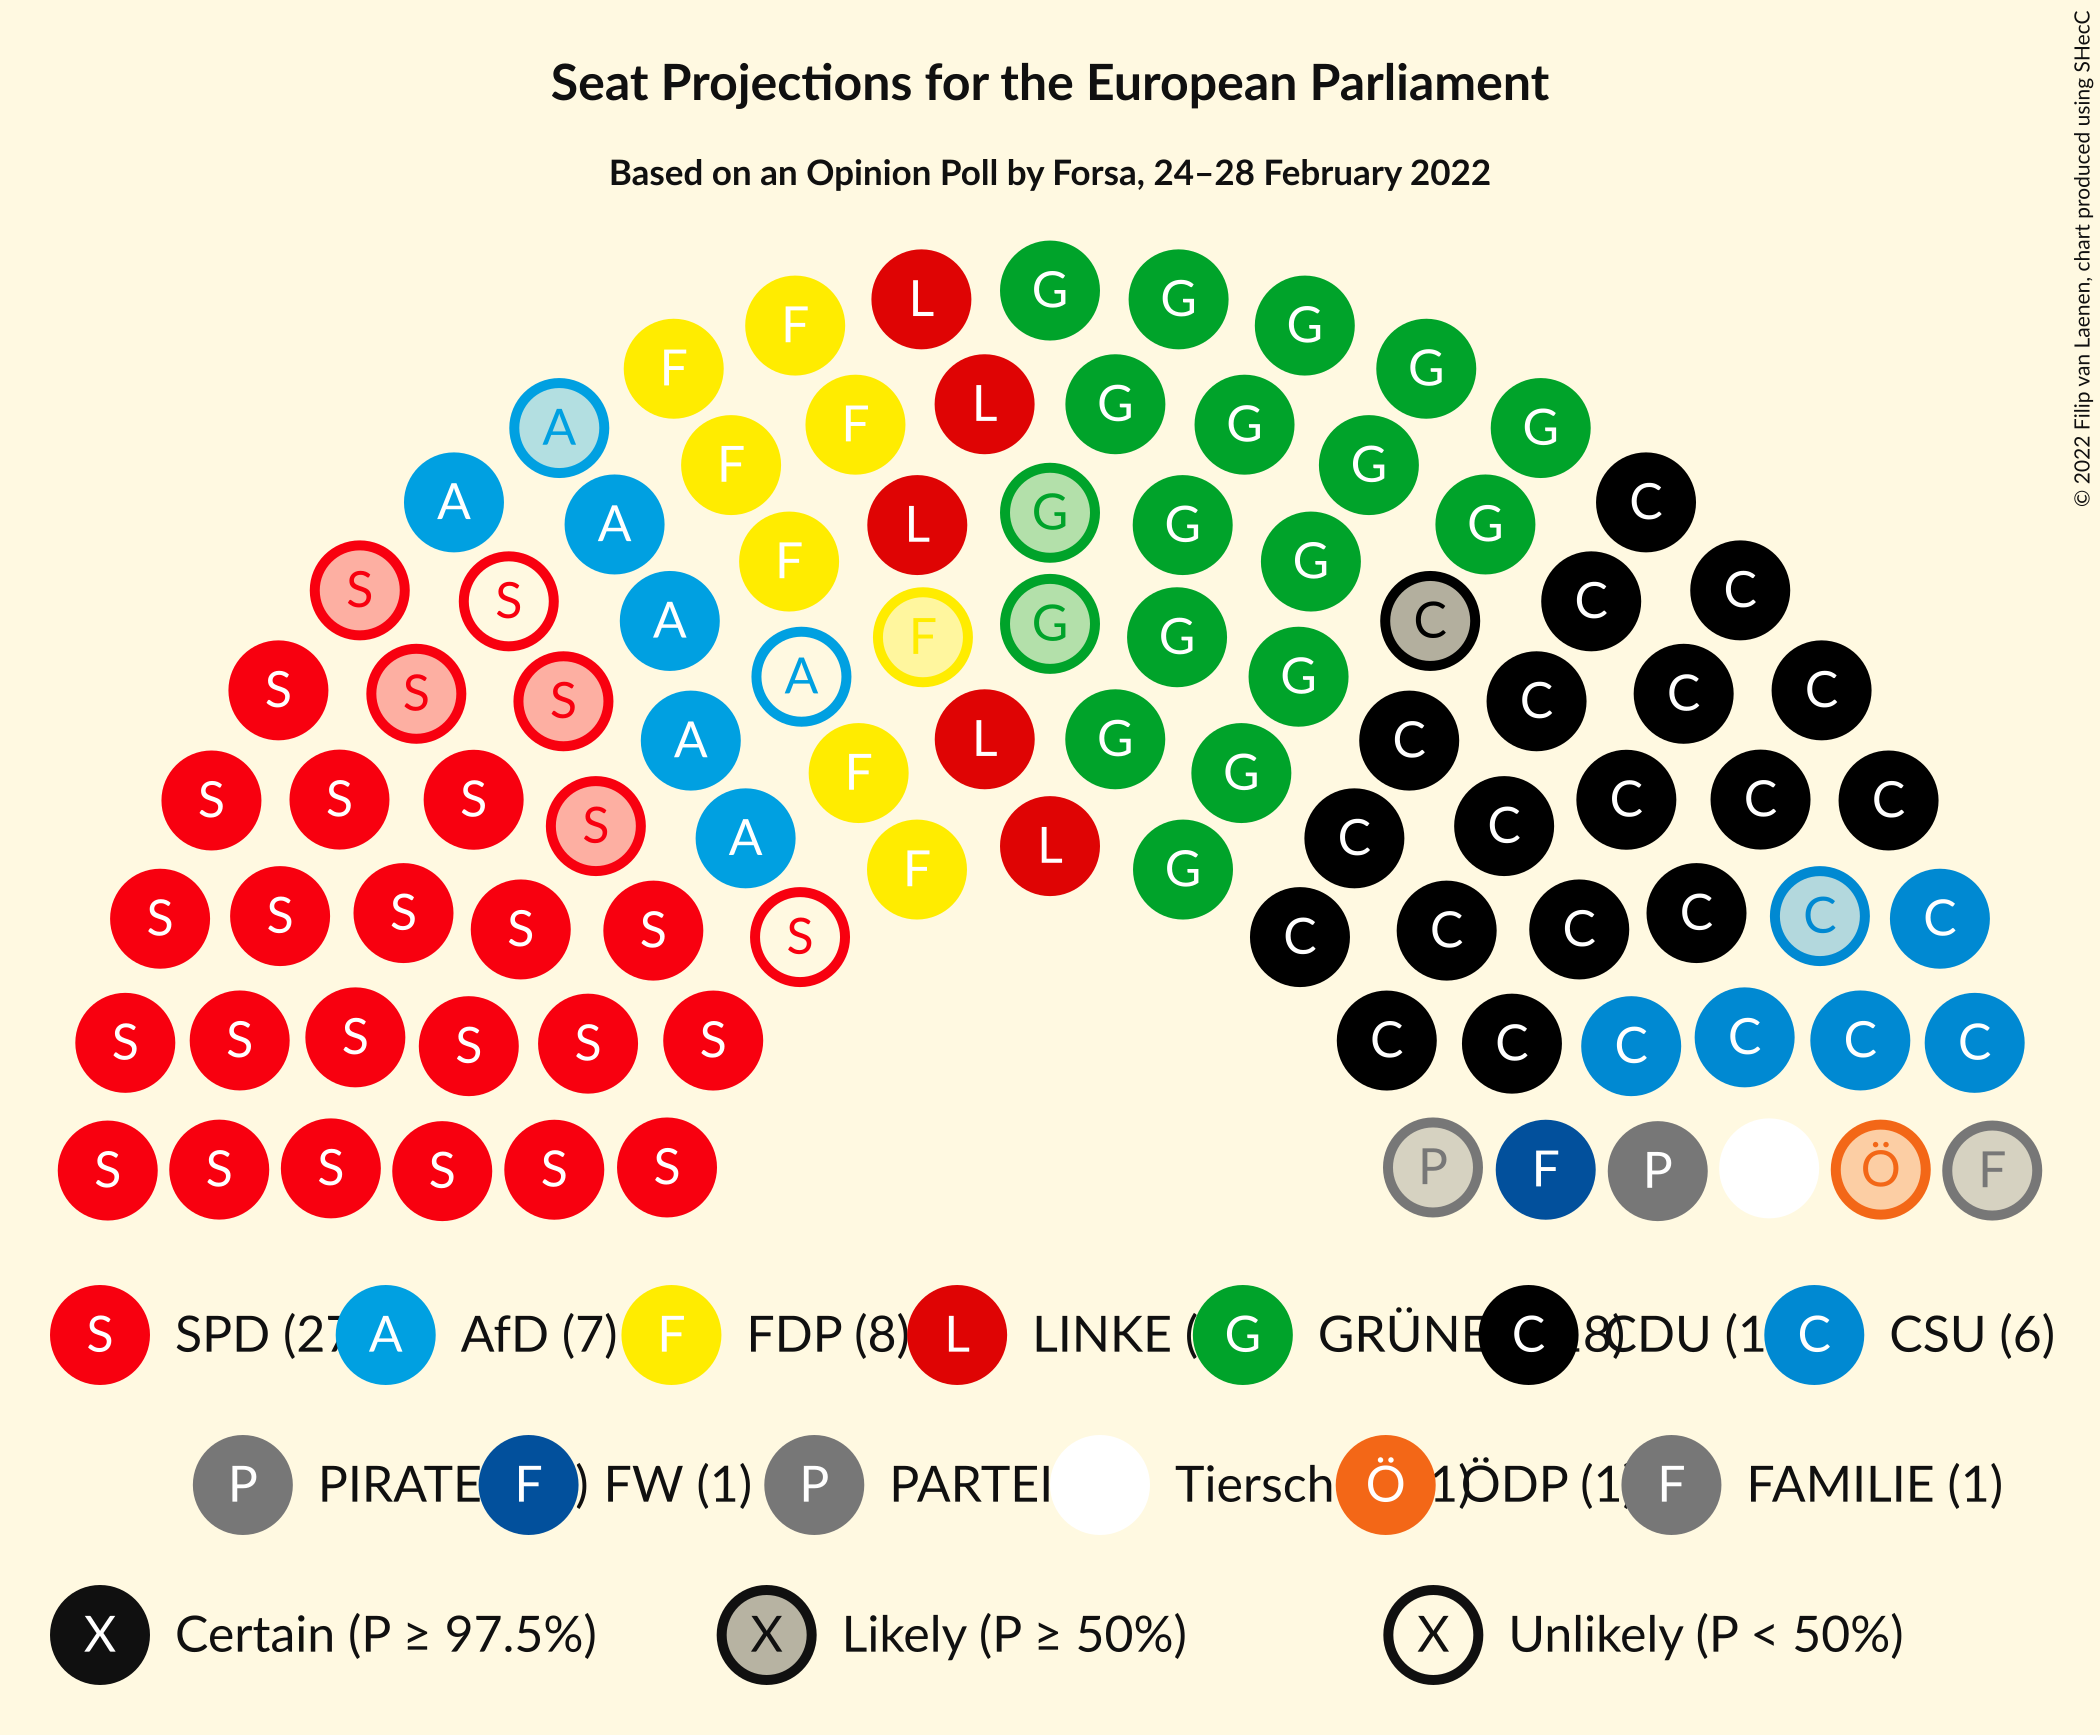 Seat Projections for the European Parliament
Based on an Opinion Poll by Forsa, 24–28 February 2022
© 2022 Filip van Laenen, chart produced using SHecC
L G G G
F F G G
A F F L G G G G
A A F F L G G G G C
S S A F L G G G C C C
S S S A A F G G C C C C C
S S S S A A F L G G C C C C C C
S S S S S S F L G C C C C C C
S S S S S S C C C C C C
S S S S S S P F P Ö F
S SPD (27 A AfD (7) F FDP (8) L LINKE ( G GRÜNE 8) C CDU (1 C CSU (6)
P PIRATE ) F FW (1) P PARTEI Tiersch 1) Ö ÖDP (1) F FAMILIE (1)
X Certain (P ≥ 97.5%) X Likely (P ≥ 50%) X Unlikely (P < 50%)